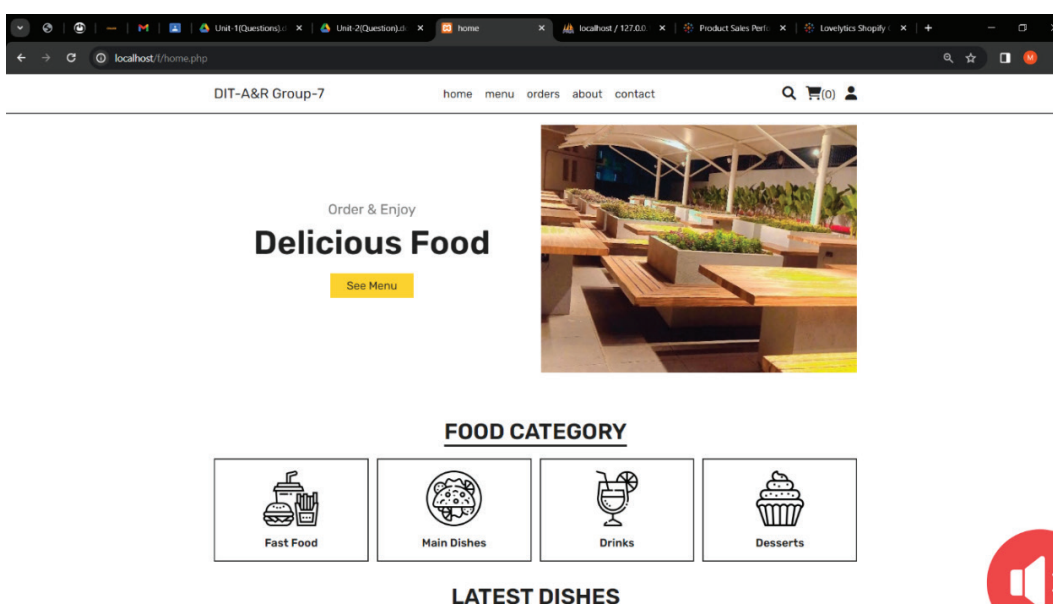 Unit-1(Questions).d
Unit-2(Question).d
home
localhost / 127.0.0
Product Sales Perfo
Lovelytics Shopify
localhost/f/home.php
M
DIT-A&R Group-7
home menu orders about contact
(0)
Order & Enjoy
Delicious Food
See Menu
FOOD CATEGORY
Fast Food
Main Dishes
Drinks
Desserts
LATEST DISHES